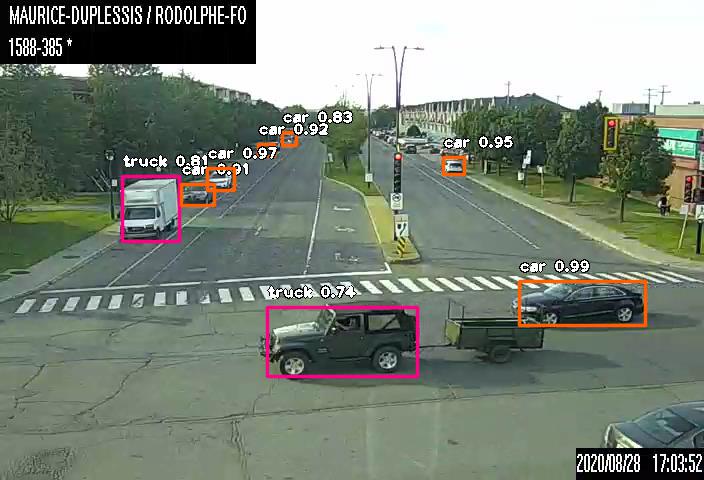 MAURICE-DUPLESSIS / RODOLPHE-FO
1588-385 *
car 0.83
car 0.92
car 0.95
truck 0.81
car 0.97
car 0.91
car 0.99
truck 0.74
2020/08/28 17:03:52